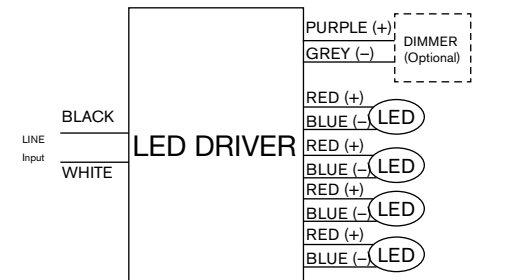 PURPLE (+)
GREY (–)
DIMMER
(Optional)
BLACK
LINE
Input
WHITE
LED DRIVER
RED (+)
BLUE (–)
LED
RED (+)
BLUE (–)
LED
RED (+)
BLUE (–)
LED
RED (+)
BLUE (–)
LED